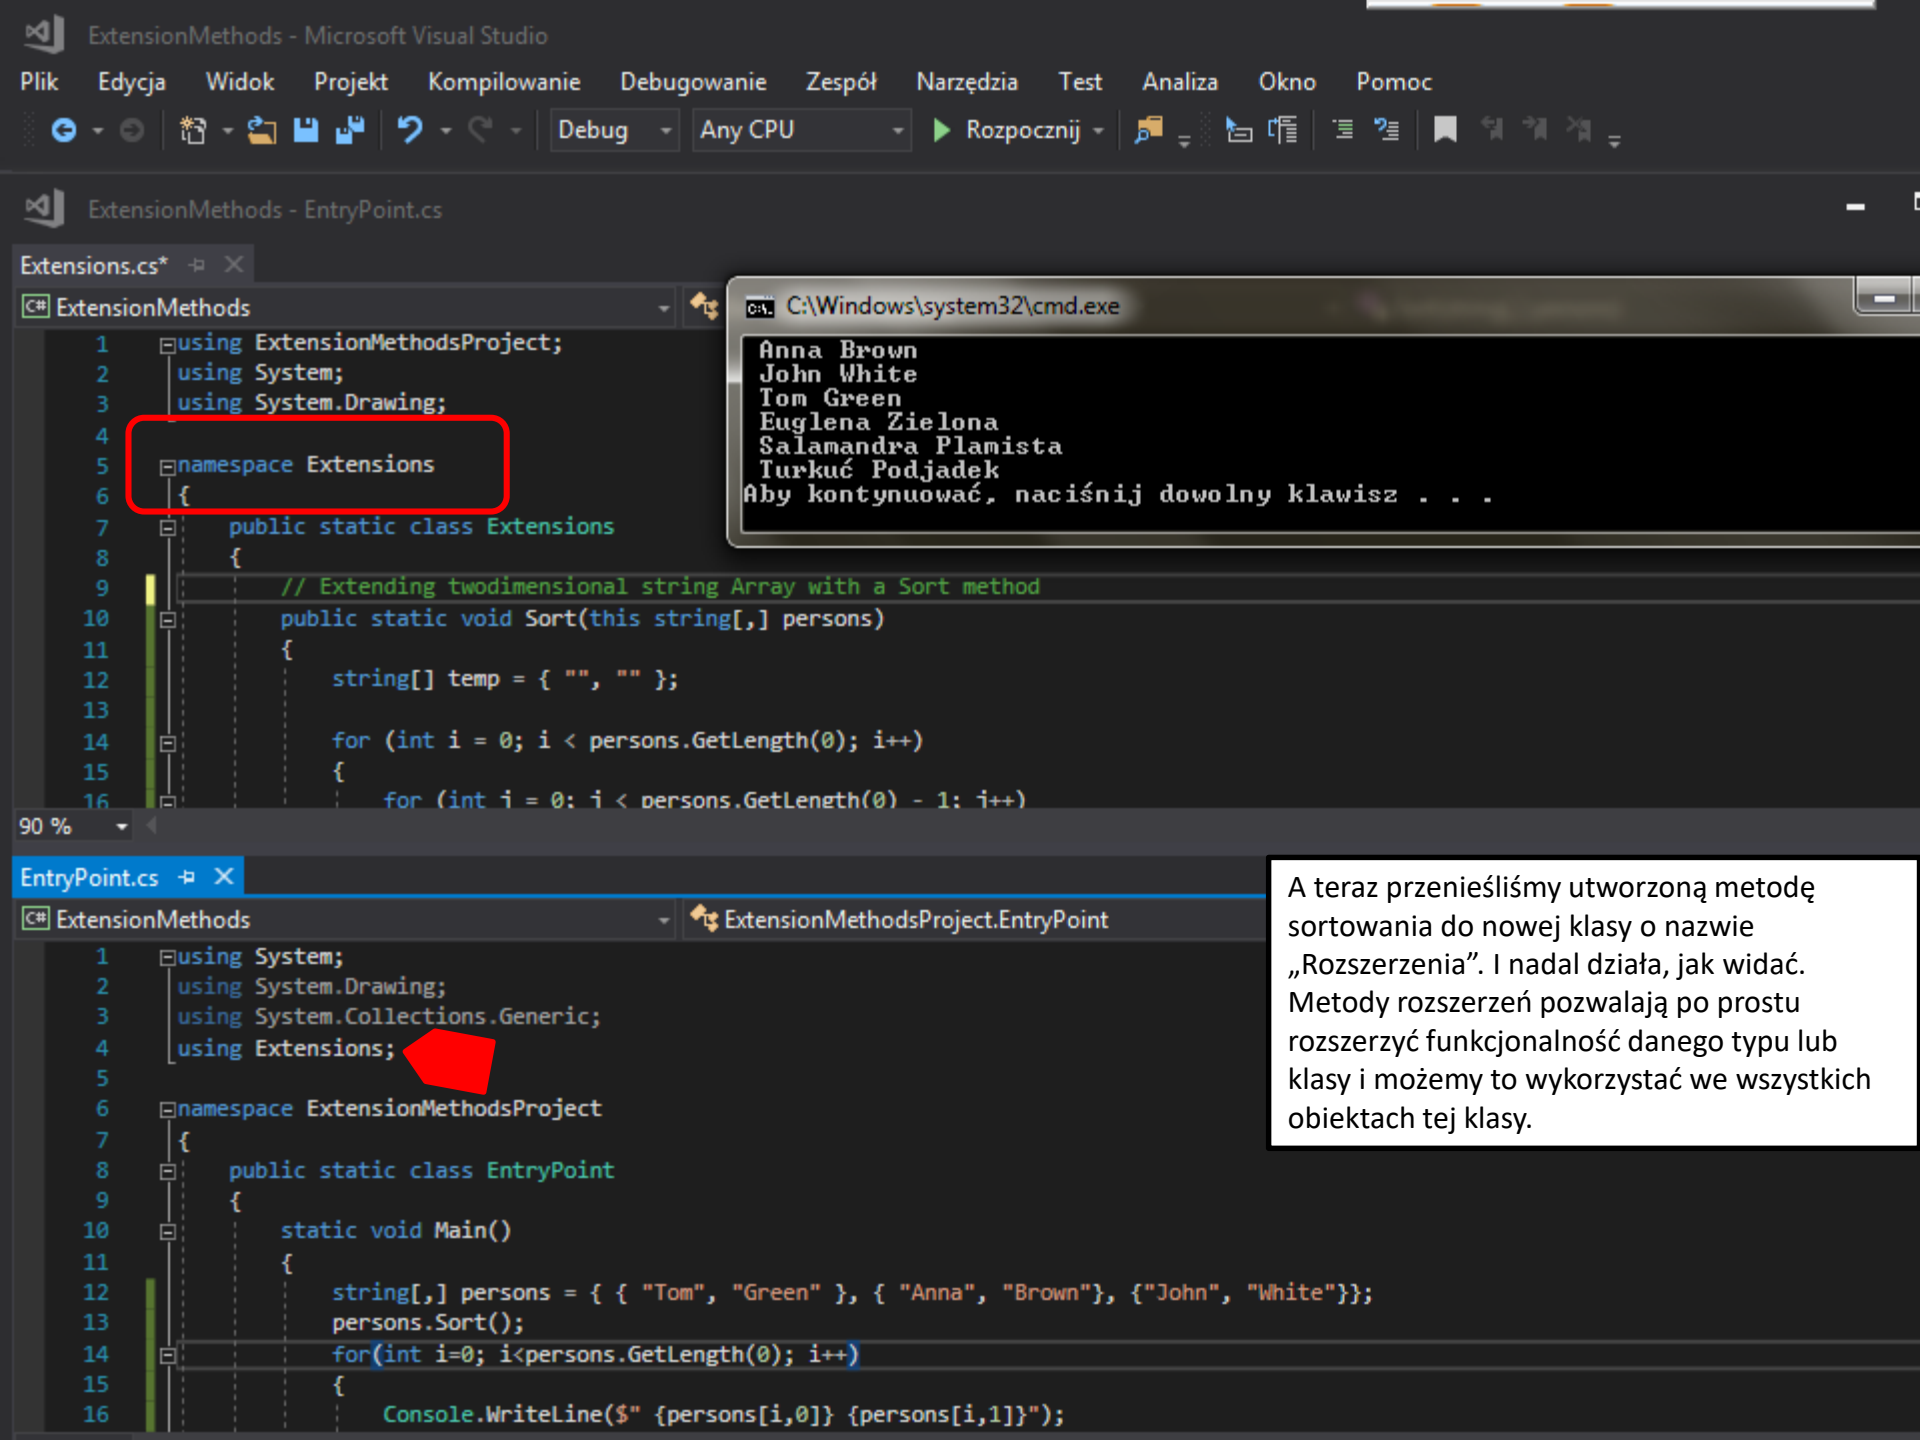 ExtensionMethods - Microsoft Visual Studio
Plik Edycja Widok Projekt Kompilowanie Debugowanie Zespół Narzędzia Test Analiza Okno Pomoc
Debug Any CPU Rozpocznij
ExtensionMethods - EntryPoint.cs
Extensions.cs*
C# ExtensionMethods
1 using ExtensionMethodsProject;
2 using System;
3 using System.Drawing;
4
5 namespace Extensions
6 {
7 public static class Extensions
8 {
9 // Extending twodimensional string Array with a Sort method
10 public static void Sort(this string[,] persons)
11 {
12 string[] temp = { "", "" };
13
14 for (int i = 0; i < persons.GetLength(0); i++)
15 {
16 for (int j = 0; j < persons.GetLength(0) - 1; j++)
90 %
C:\Windows\system32\cmd.exe
Anna Brown
John White
Tom Green
Euglena Zielona
Salamandra Plamista
Turkuć Podjadek
Aby kontynuować, naciśnij dowolny klawisz . . .
EntryPoint.cs
C# ExtensionMethods ExtensionMethodsProject.EntryPoint
1 using System;
2 using System.Drawing;
3 using System.Collections.Generic;
4 using Extensions;
5
6 namespace ExtensionMethodsProject
7 {
8 public static class EntryPoint
9 {
10 static void Main()
11 {
12 string[,] persons = { { "Tom", "Green" }, { "Anna", "Brown"}, {"John", "White"}};
13 persons.Sort();
14 for(int i=0; i<persons.GetLength(0); i++)
15 {
16 Console.WriteLine($" {persons[i,0]} {persons[i,1]}");
A teraz przenieśliśmy utworzoną metodę
sortowania do nowej klasy o nazwie
„Rozszerzenia”. I nadal działa, jak widać.
Metody rozszerzeń pozwalają po prostu
rozszerzyć funkcjonalność danego typu lub
klasy i możemy to wykorzystać we wszystkich
obiektach tej klasy.